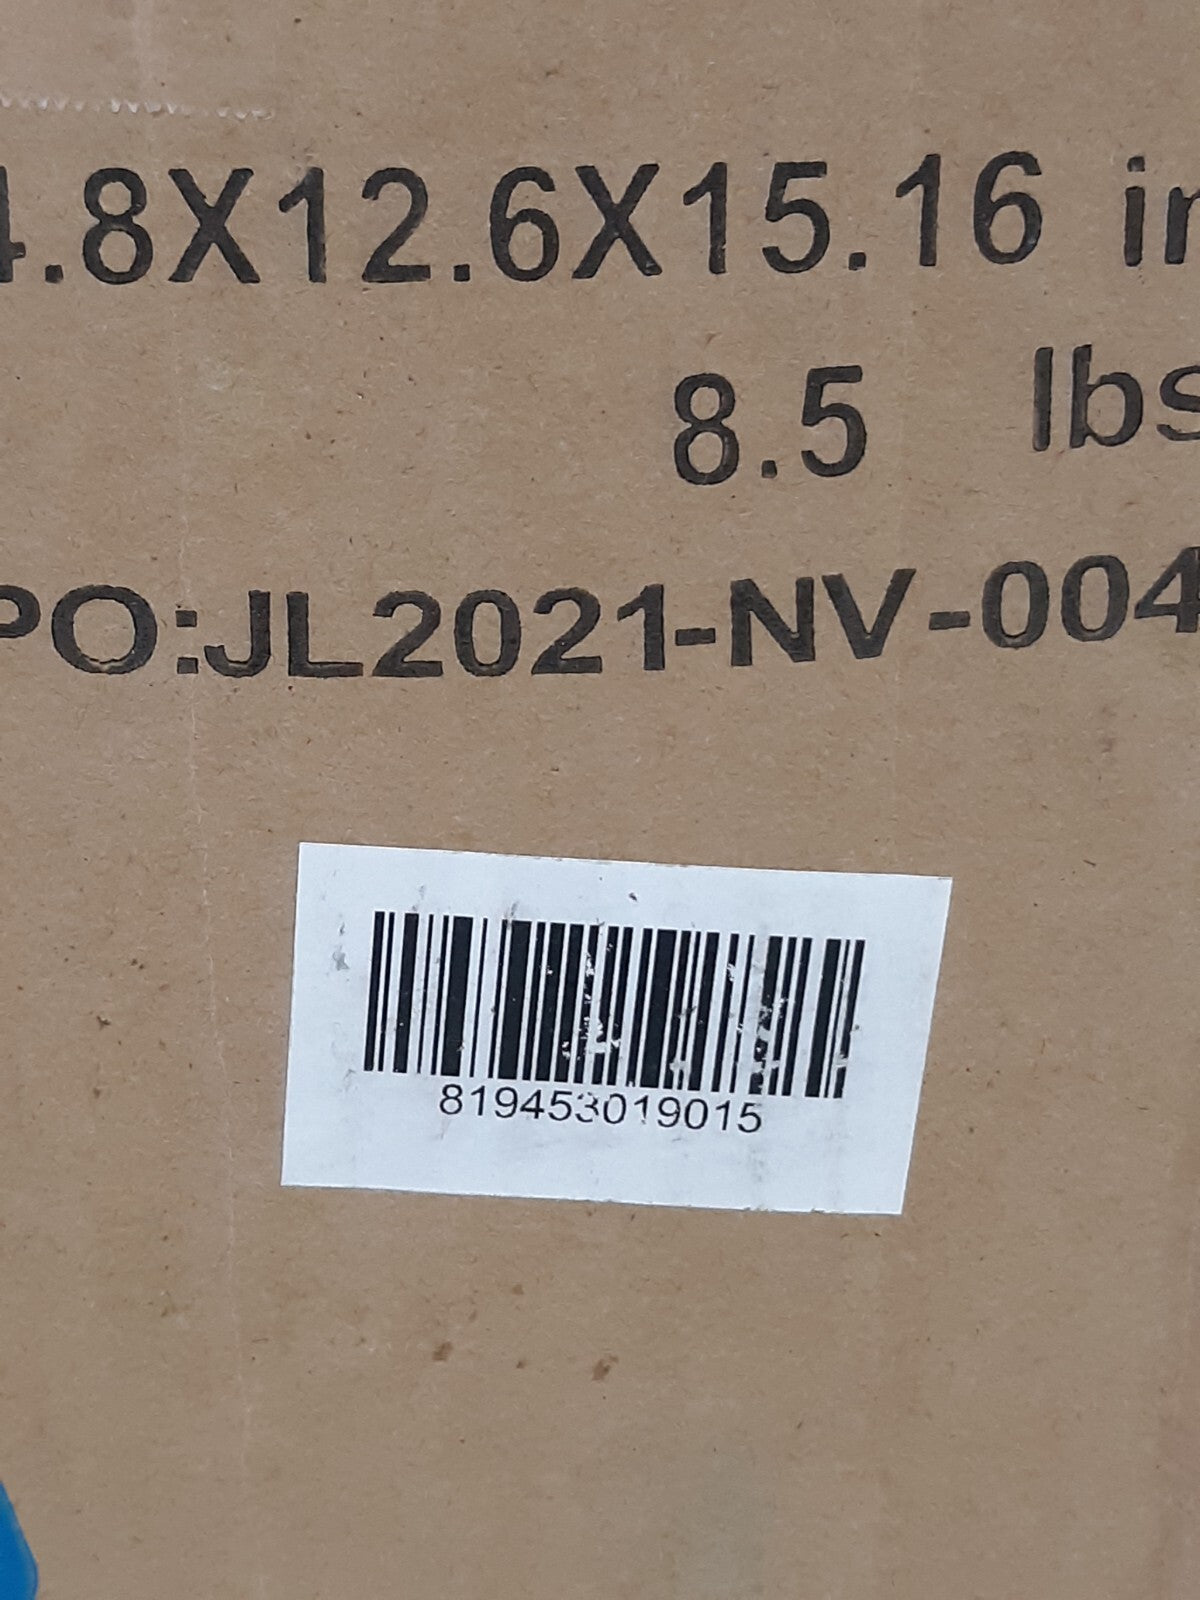 4.8X12.6X15.16 in
8.5 lbs
PO:JL2021-NV-004
819453019015